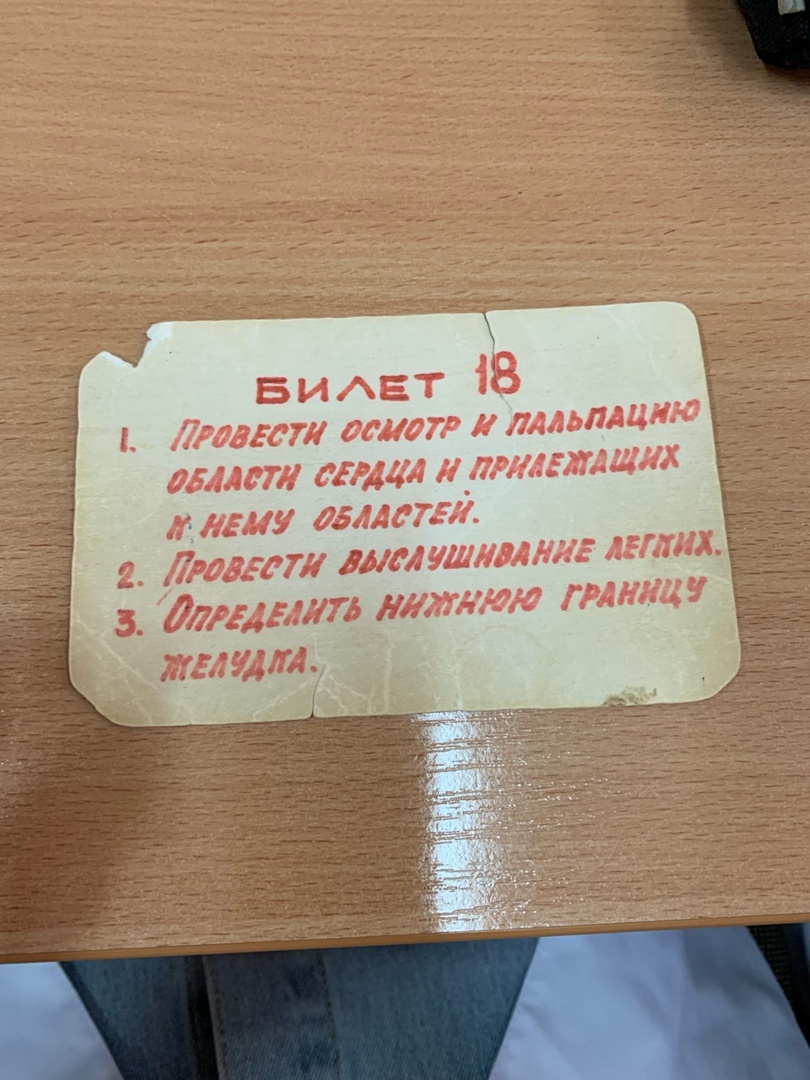 БИЛЕТ 18
1. ПРОВЕСТИ ОСМОТР И ПАЛЬПАЦИЮ
ОБЛАСТИ СЕРДЦА И ПРИЛЕЖАЩИХ
К НЕМУ ОБЛАСТЕЙ.
2. ПРОВЕСТИ ВЫСЛУШИВАНИЕ ЛЕГКИХ.
3. ОПРЕДЕЛИТЬ НИЖНЮЮ ГРАНИЦУ
ЖЕЛУДКА.